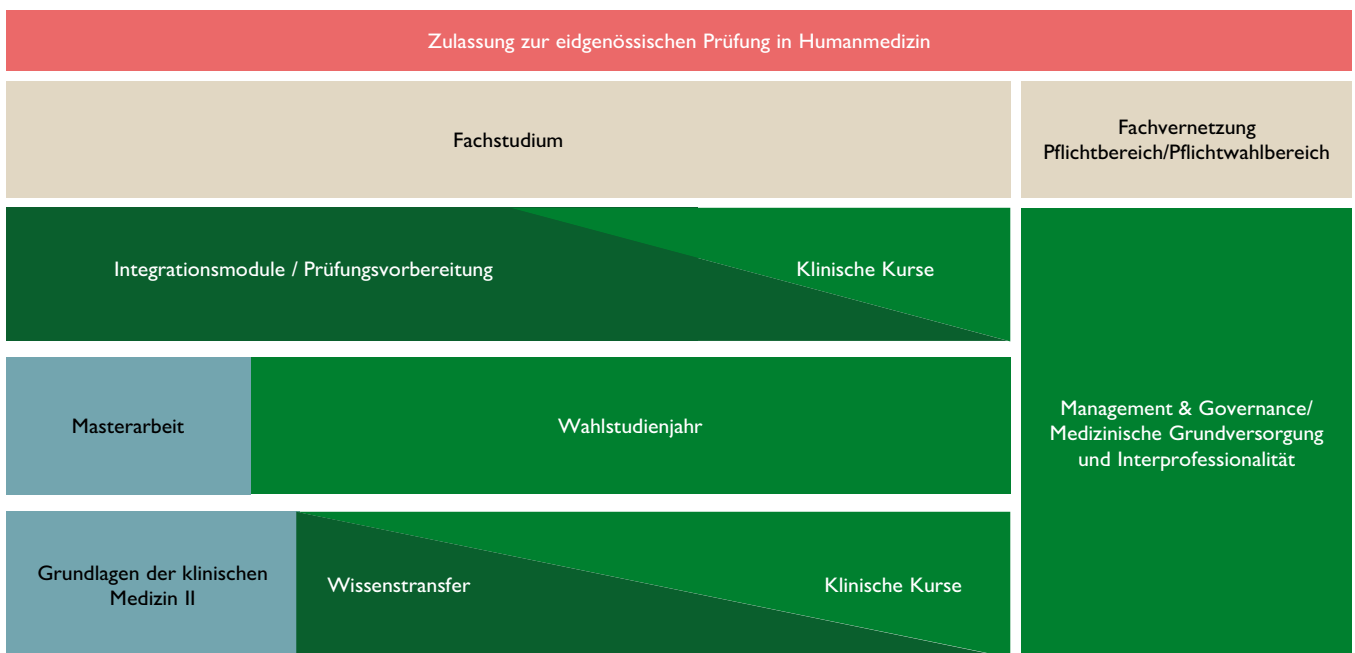 Zulassung zur eidgenössischen Prüfung in Humanmedizin
Fachstudium
Fachvernetzung
Pflichtbereich/Pflichtwahlbereich
Integrationsmodule / Prüfungsvorbereitung
Klinische Kurse
Masterarbeit
Wahlstudienjahr
Management & Governance/
Medizinische Grundversorgung
und Interprofessionalität
Grundlagen der klinischen
Medizin II
Wissenstransfer
Klinische Kurse